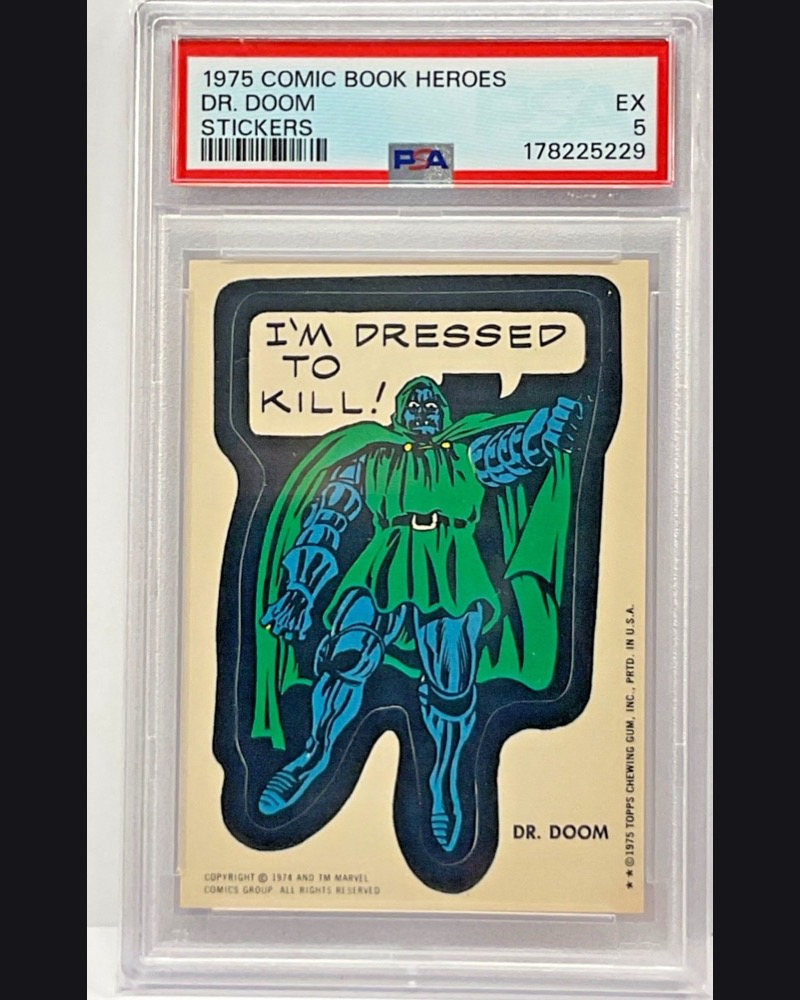 1975 COMIC BOOK HEROES
DR. DOOM EX
STICKERS 5
PSA 178225229
I'M DRESSED
TO
KILL!
DR. DOOM
COPYRIGHT © 1974 AND TM MARVEL
COMICS GROUP. ALL RIGHTS RESERVED
**©1975 TOPPS CHEWING GUM, INC., PRTD. IN U.S.A.